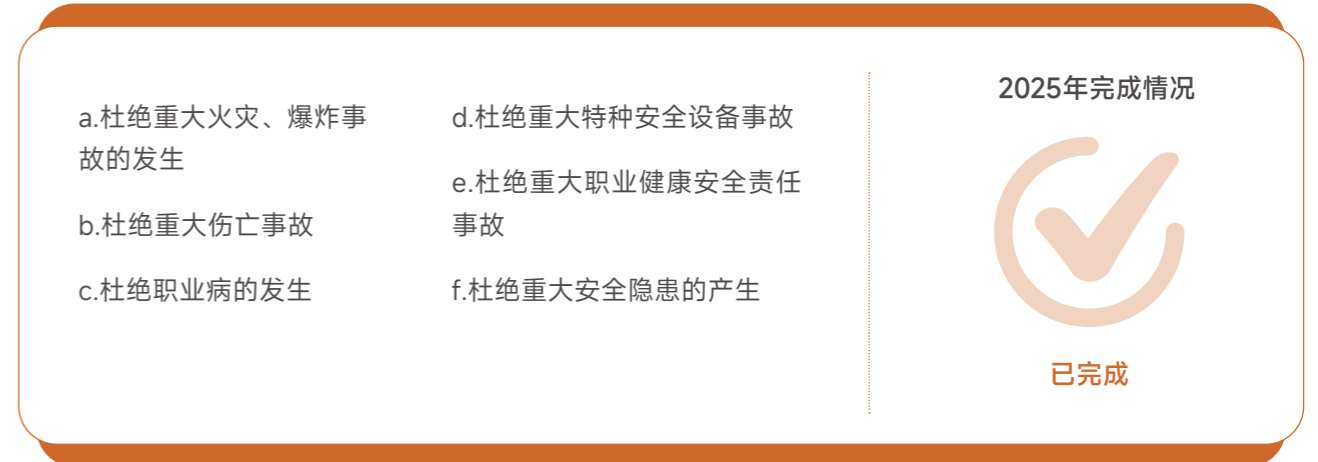 a.杜绝重大火灾、爆炸事
故的发生
b.杜绝重大伤亡事故
c.杜绝职业病的发生
d.杜绝重大特种安全设备事故
e.杜绝重大职业健康安全责任
事故
f.杜绝重大安全隐患的产生
2025年完成情况
已完成